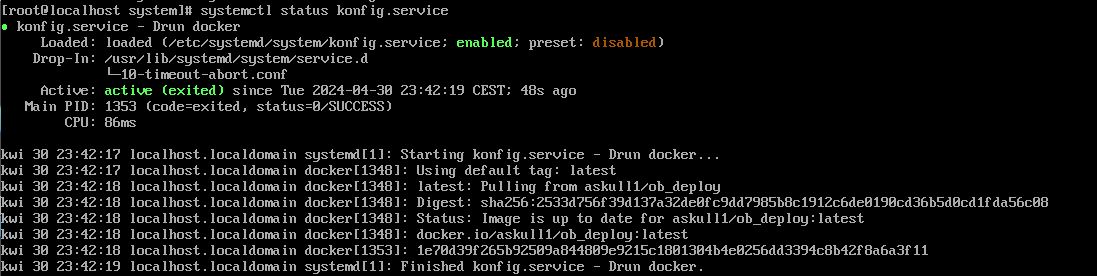 [root@localhost system]# systemctl status konfig.service
● konfig.service - Drun docker
Loaded: loaded (/etc/systemd/system/konfig.service; enabled; preset: disabled)
Drop-In: /usr/lib/systemd/system/service.d
└─10-timeout-abort.conf
Active: active (exited) since Tue 2024-04-30 23:42:19 CEST; 48s ago
Main PID: 1353 (code=exited, status=0/SUCCESS)
CPU: 86ms
kwi 30 23:42:17 localhost.localdomain systemd[1]: Starting konfig.service - Drun docker...
kwi 30 23:42:17 localhost.localdomain docker[1348]: Using default tag: latest
kwi 30 23:42:18 localhost.localdomain docker[1348]: latest: Pulling from askull1/ob_deploy
kwi 30 23:42:18 localhost.localdomain docker[1348]: Digest: sha256:2533d756f39d137a32de0fc9dd7985b8c1912c6de0190cd36b5d0cd1fda56c08
kwi 30 23:42:18 localhost.localdomain docker[1348]: Status: Image is up to date for askull1/ob_deploy:latest
kwi 30 23:42:18 localhost.localdomain docker[1348]: docker.io/askull1/ob_deploy:latest
kwi 30 23:42:18 localhost.localdomain docker[1353]: 1e70d39f265b92509a844809e9215c1801304b4e0256dd3394c8b42f8a6a3f11
kwi 30 23:42:19 localhost.localdomain systemd[1]: Finished konfig.service - Drun docker.